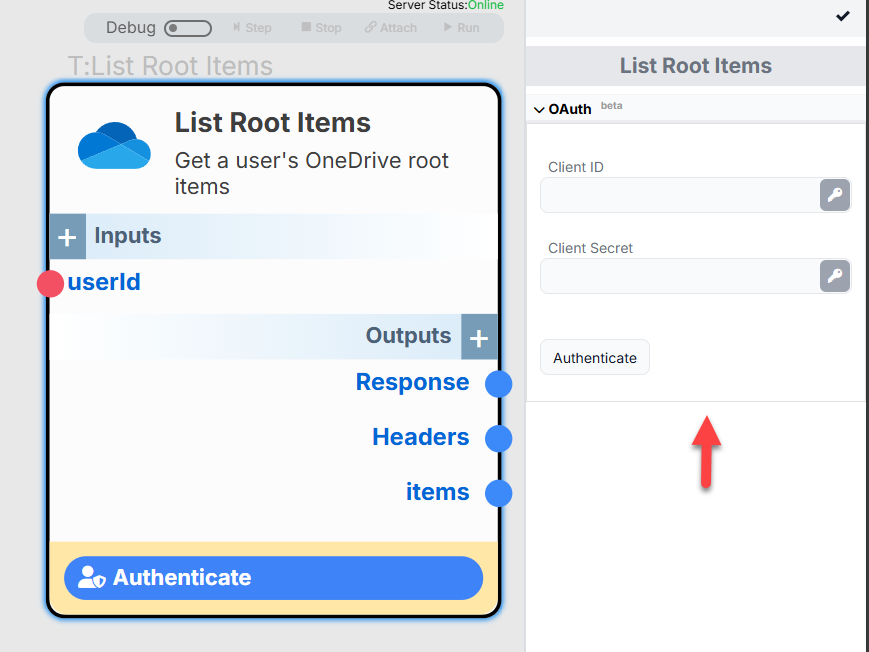 Server Status:Online
Debug
Step
Stop
Attach
Run
T:List Root Items
List Root Items
Get a user's OneDrive root
items
Inputs
userId
Outputs
Response
Headers
items
Authenticate
List Root Items
OAuth beta
Client ID
Client Secret
Authenticate